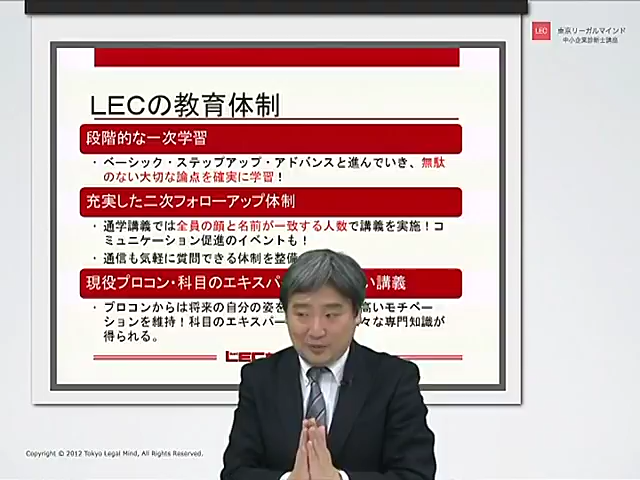 LEC
東京リーガルマインド
中小企業診断士講座
LECの教育体制
段階的な一次学習
・ベーシック・ステップアップ・アドバンスと進んでいき、無駄
のない大切な論点を確実に学習！
充実した二次フォローアップ体制
・通学講義では全員の顔と名前が一致する人数で講義を実施！コ
ミュニケーション促進のイベントも！
・通信も気軽に質問できる体制を整備
現役プロコン・科目のエキスパ い講義
・プロコンからは将来の自分の姿を 高いモチベー
ションを維持！科目のエキスパー 々な専門知識が
得られる。
LEC
Copyright © 2012 Tokyo Legal Mind, All Rights Reserved.